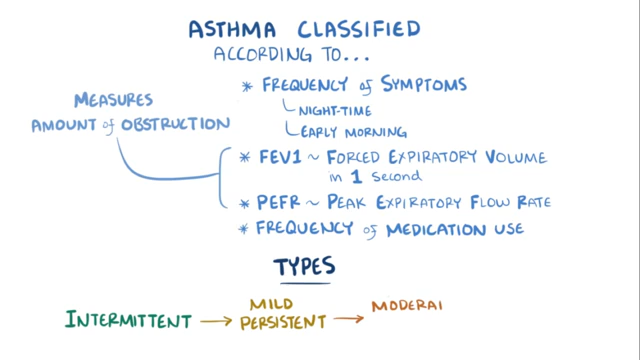 ASTHMA CLASSIFIED
ACCORDING TO...
* FREQUENCY of SYMPTOMS
NIGHT-TIME
EARLY MORNING
MEASURES
AMOUNT of OBSTRUCTION
* FEV1 ~ FORCED EXPIRATORY VOLUME
in 1 second
* PEFR ~ PEAK EXPIRATORY FLOW RATE
* FREQUENCY of MEDICATION USE
TYPES
INTERMITTENT → MILD
PERSISTENT → MODERAT